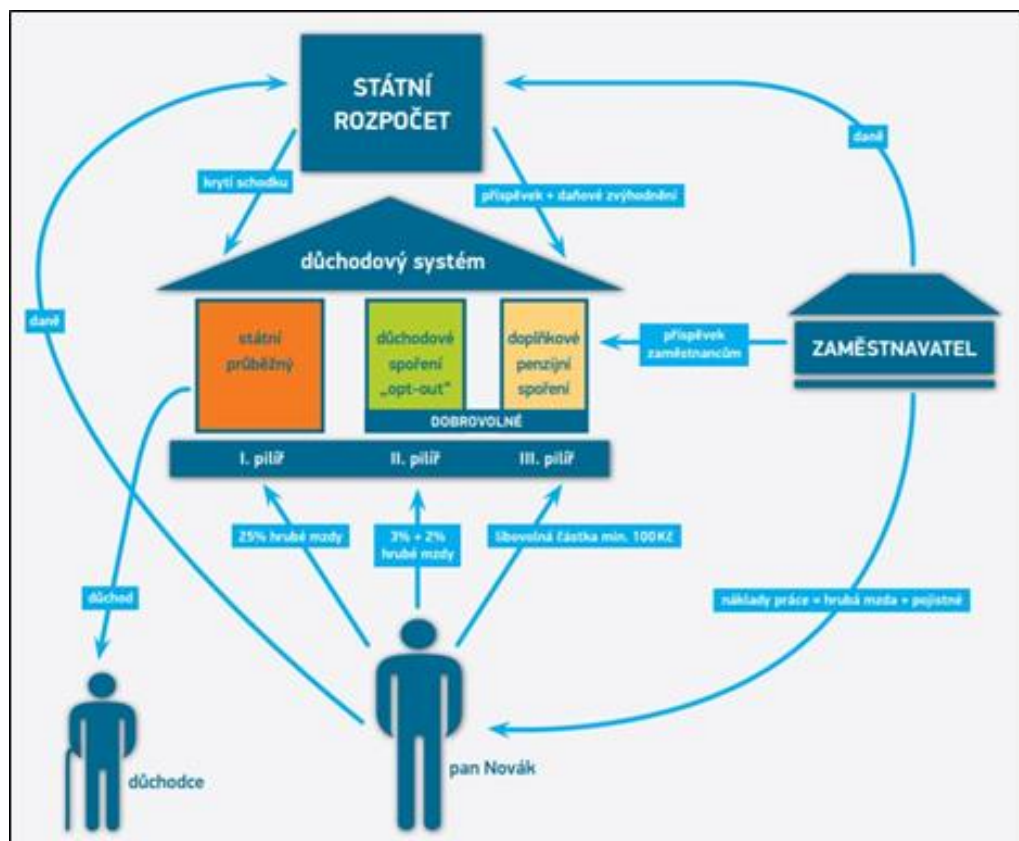 STÁTNÍ
ROZPOČET
daně
hrytí schodku
příspěvek + daňové zvýhodnění
důchodový systém
daně
státní
průběžný
důchodové
spoření
„opt-out“
doplňkové
penzijní
spoření
DOBROVOLNÉ
příspěvek
zaměstnancům
ZAMĚSTNAVATEL
I. pilíř
II. pilíř
III. pilíř
25% hrubé mzdy
3% + 2%
hrubé mzdy
libovolná částka min. 100Kč
náklady práce = hrubá mzda + pojistné
důchod
důchodce
pan Novák